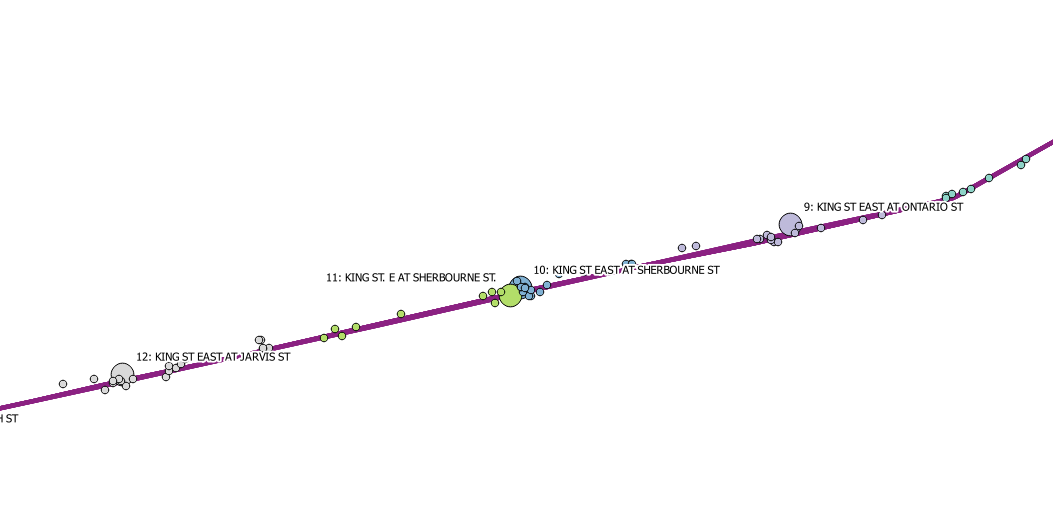 9: KING ST EAST AT ONTARIO ST
10: KING ST EAST AT SHERBOURNE ST
11: KING ST. E AT SHERBOURNE ST.
12: KING ST EAST AT JARVIS ST
ST